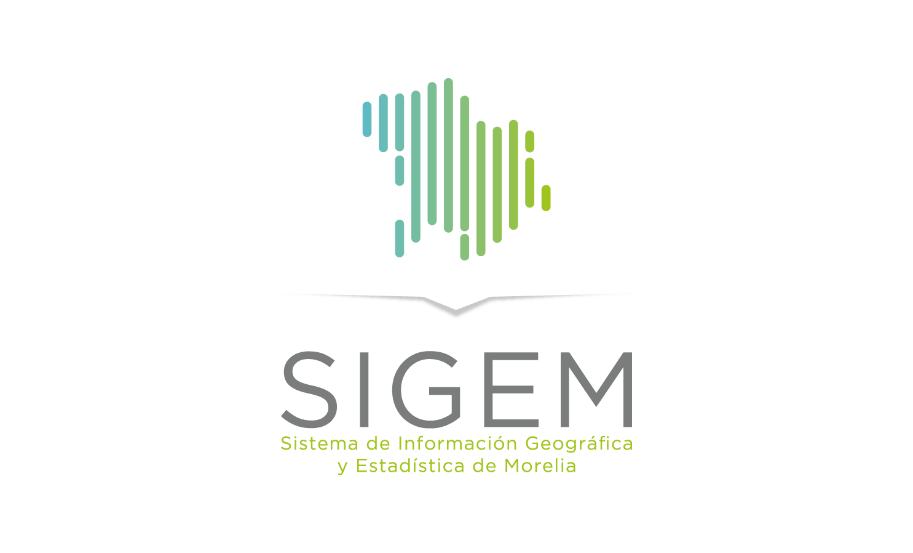 SIGEM
Sistema de Información Geográfica
y Estadística de Morelia